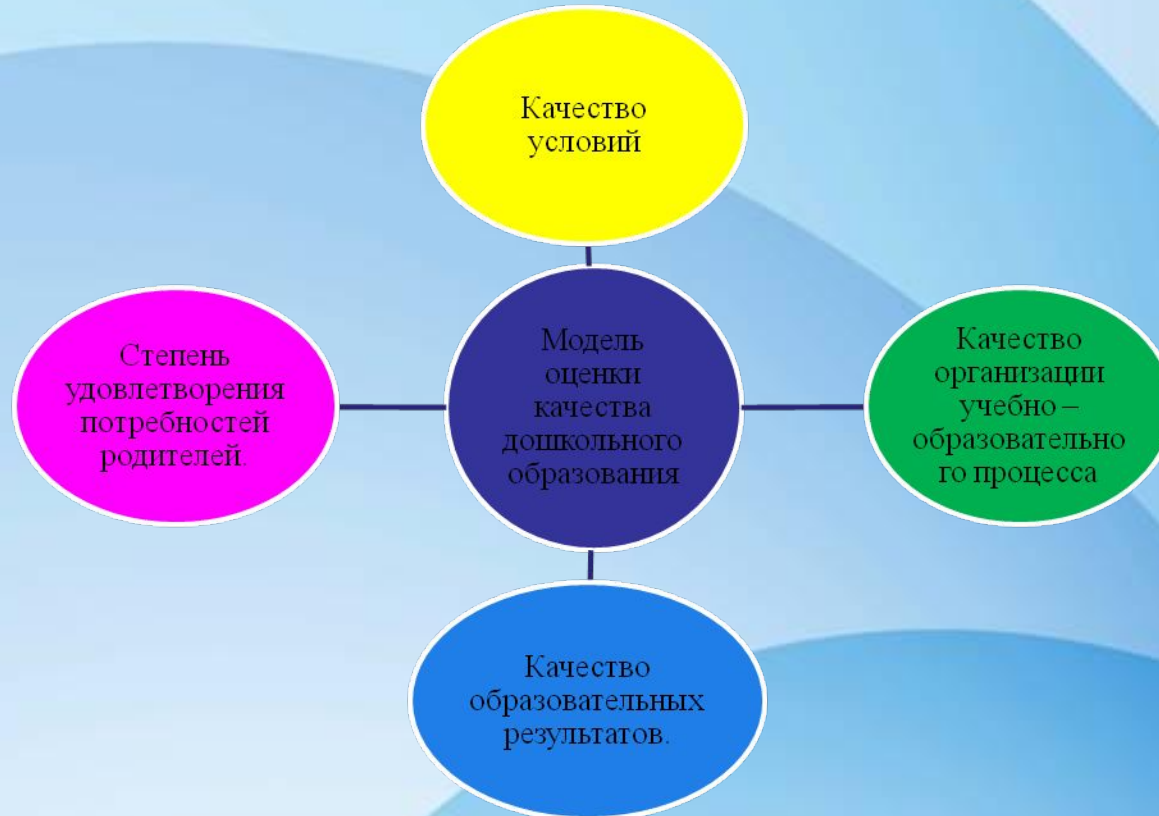 Качество
условий
Степень
удовлетворения
потребностей
родителей.
Модель
оценки
качества
дошкольного
образования
Качество
организации
учебно –
образовательно
го процесса
Качество
образовательных
результатов.